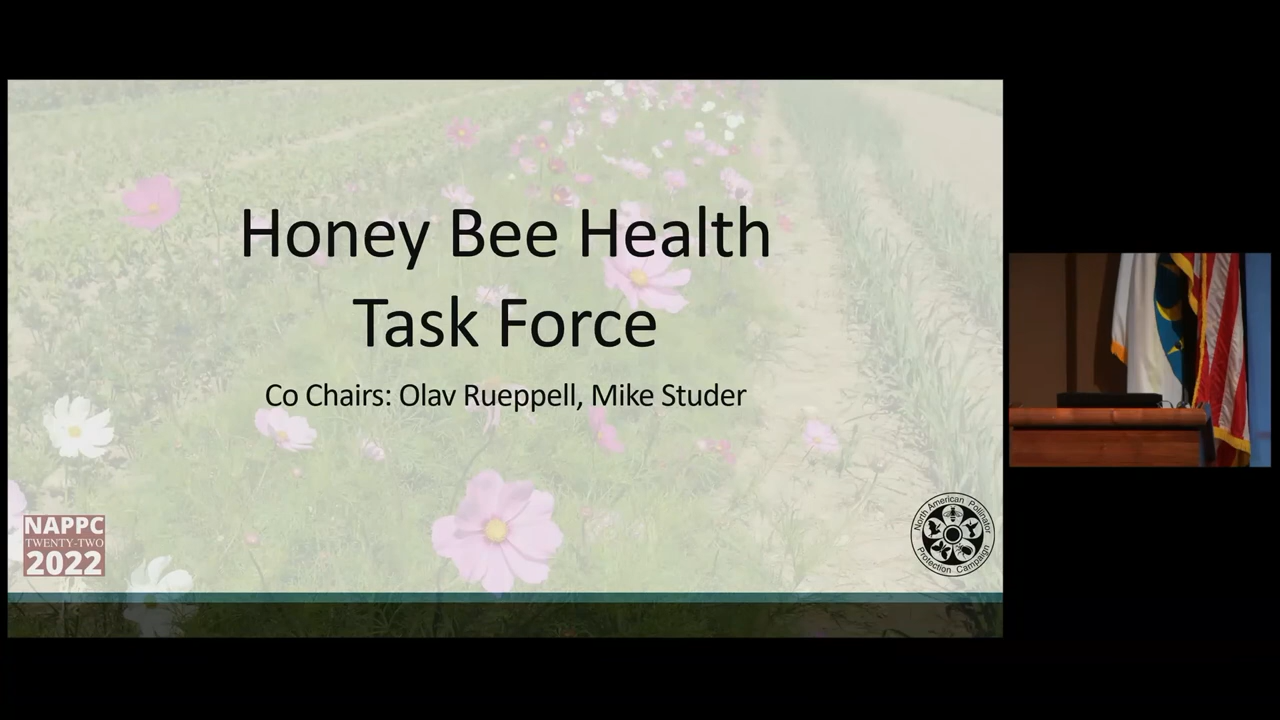 Honey Bee Health
Task Force
Co Chairs: Olav Rueppell, Mike Studer
NAPPC
TWENTY-TWO
2022
North American Pollinator
Protection Campaign